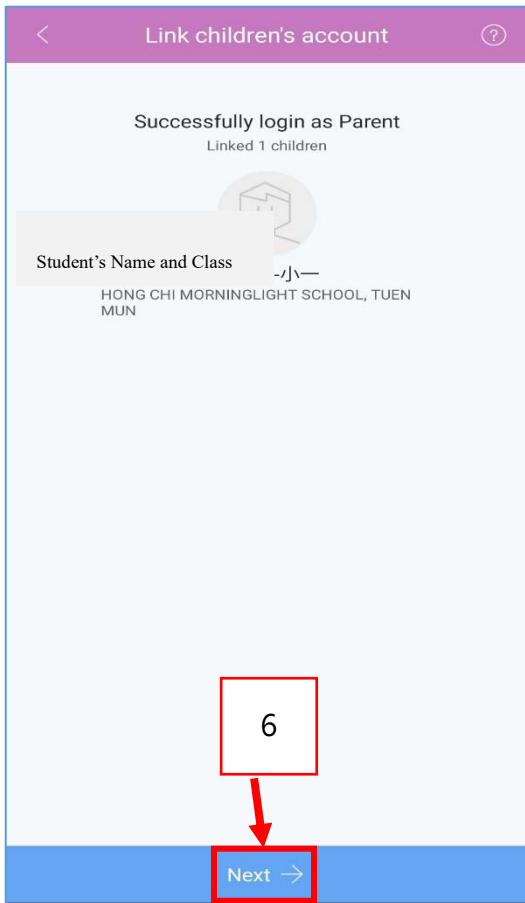 Link children's account
Successfully login as Parent
Linked 1 children
Student’s Name and Class
-小一
HONG CHI MORNINGLIGHT SCHOOL, TUEN
MUN
6
Next